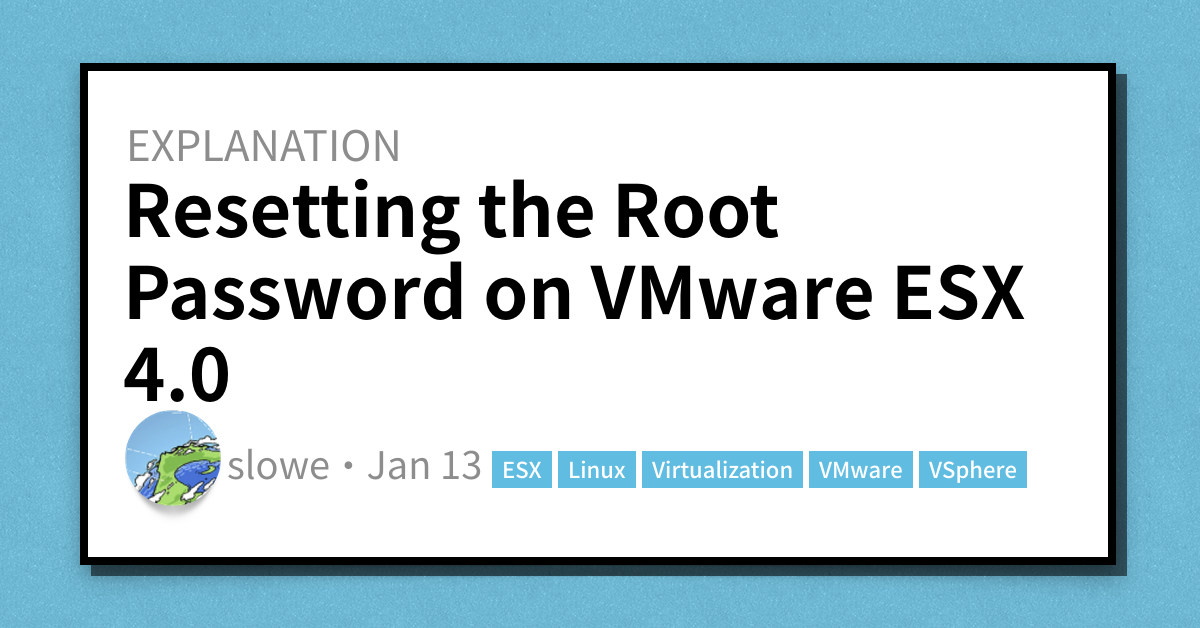 EXPLANATION
Resetting the Root
Password on VMware ESX
4.0
slowe • Jan 13 ESX Linux Virtualization VMware VSphere